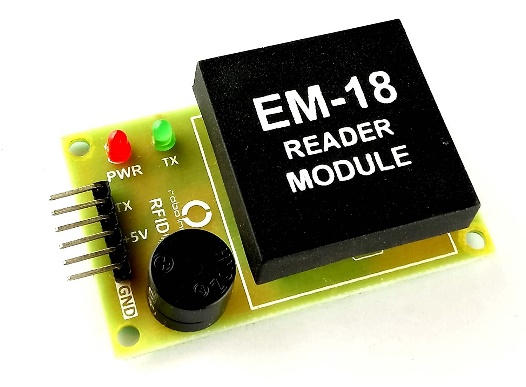 EM-18
READER
MODULE
PWR
TX
TX
RFID
+5V
GND